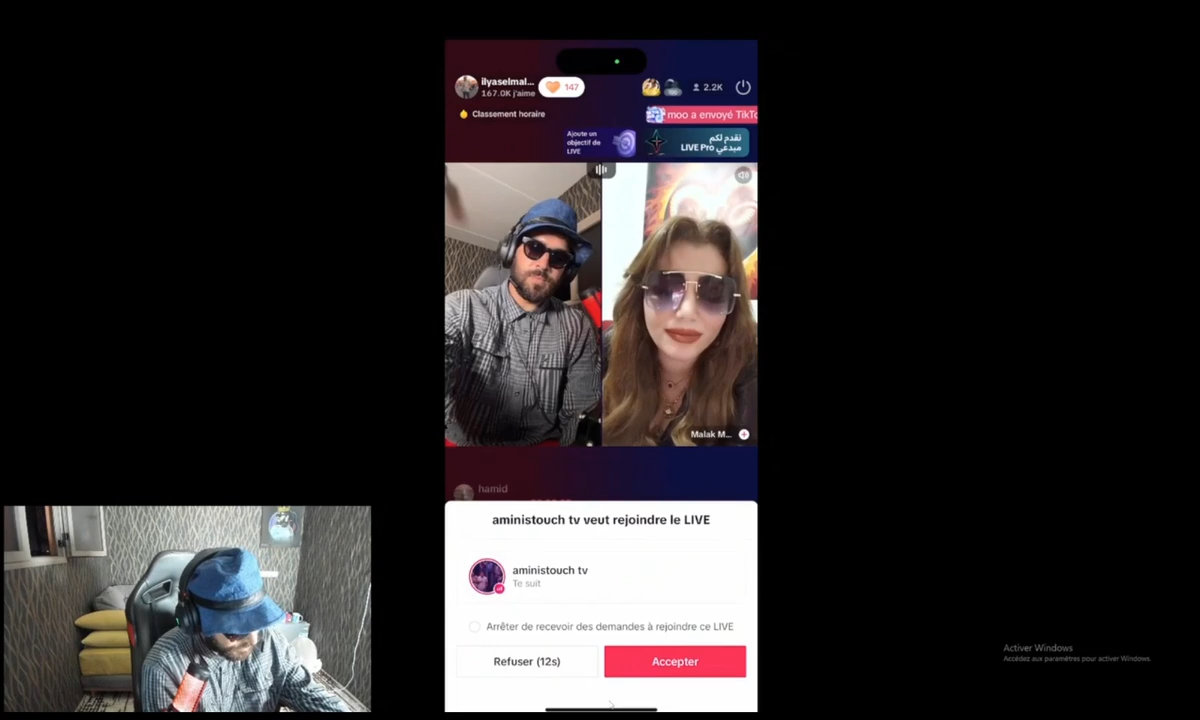 ilyaselmal...
167.0K j'aime
147
2.2K
Classement horaire
moo a envoyé TikTo
Ajoute un
objectif de
LIVE
نقدم لكم
مبدعي LIVE Pro
Malak M...
hamid
aministouch tv veut rejoindre le LIVE
aministouch tv
Te suit
Arrêter de recevoir des demandes à rejoindre ce LIVE
Refuser (12s)
Accepter
Activer Windows
Accédez aux paramètres pour activer Windows.